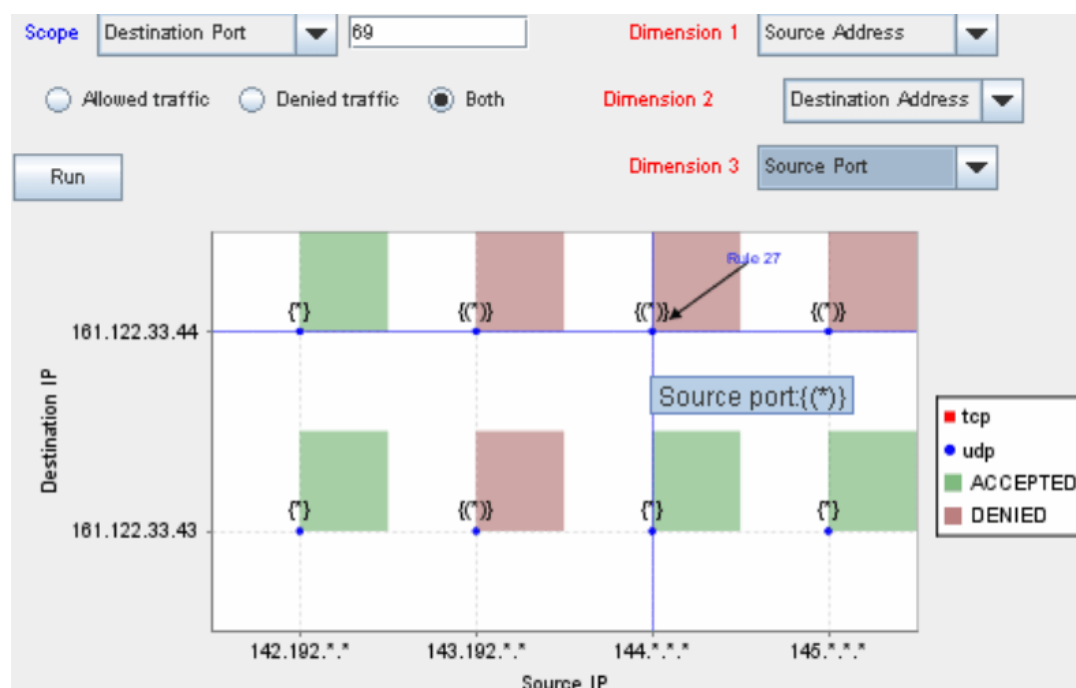 Scope Destination Port 69 Dimension 1 Source Address
Allowed traffic Denied traffic Both Dimension 2 Destination Address
Run Dimension 3 Source Port
Rule 27
{*} {(*)} {(*)} {(*)}
161.122.33.44
Source port:{(*)}
Destination IP
tcp
udp
ACCEPTED
DENIED
{*} {(*)} {*} {*}
161.122.33.43
142.192.*.* 143.192.*.* 144.*.*.* 145.*.*.*
Source IP